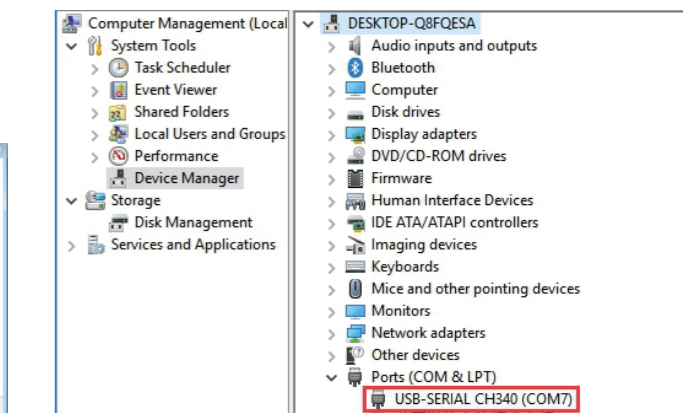 Computer Management (Local
System Tools
Task Scheduler
Event Viewer
Shared Folders
Local Users and Groups
Performance
Device Manager
Storage
Disk Management
Services and Applications
DESKTOP-Q8FQESA
Audio inputs and outputs
Bluetooth
Computer
Disk drives
Display adapters
DVD/CD-ROM drives
Firmware
Human Interface Devices
IDE ATA/ATAPI controllers
Imaging devices
Keyboards
Mice and other pointing devices
Monitors
Network adapters
Other devices
Ports (COM & LPT)
USB-SERIAL CH340 (COM7)